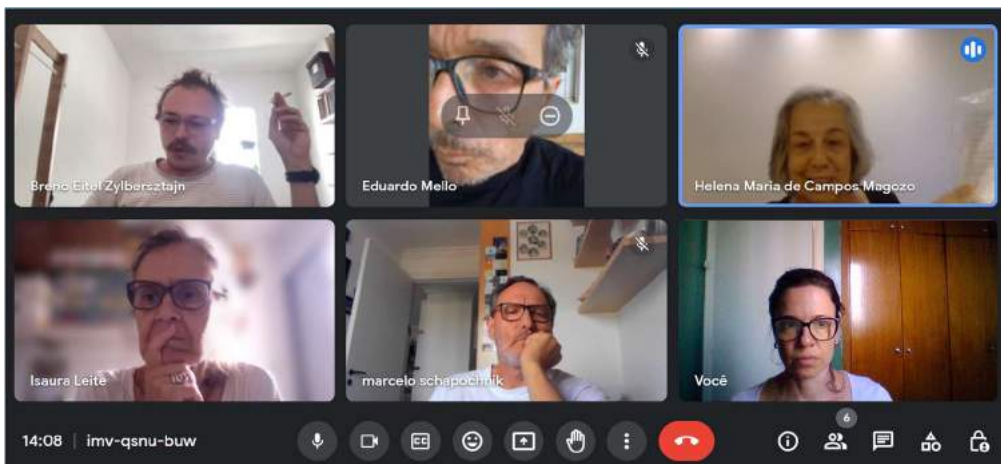 Breno Eitel Zylbersztajn
Eduardo Mello
Helena Maria de Campos Magozo
Isaura Leite
marcelo schapochnik
Você
6
14:08 | imv-qsnu-buw
CC